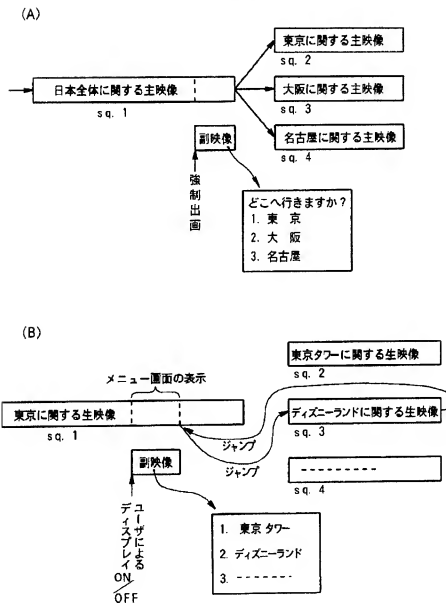 (A)
東京に関する主映像
sq. 2
日本全体に関する主映像
sq. 1
大阪に関する主映像
sq. 3
名古屋に関する主映像
sq. 4
副映像
強制出画
どこへ行きますか？
1. 東 京
2. 大 阪
3. 名古屋
(B)
メニュー画面の表示
東京タワーに関する生映像
sq. 2
東京に関する生映像
sq. 1
ディズニーランドに関する生映像
sq. 3
ジャンプ
ジャンプ
sq. 4
副映像
ユーザによる
ディスプレイ
ON/OFF
1. 東京 タワー
2. ディズニーランド
3. --------